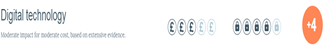 Digital technology
Moderate impact for moderate cost, based on extensive evidence.
£ £ £ £ £
+4